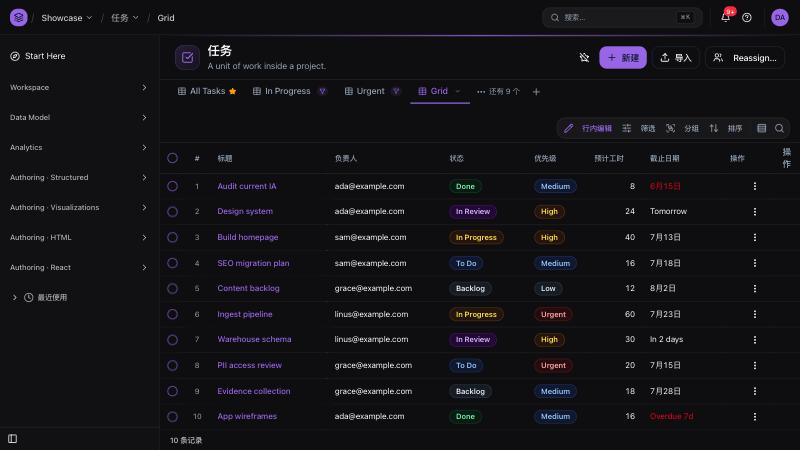 Showcase / 任务 / Grid
搜索... ⌘K 9+ DA
Start Here
Workspace
Data Model
Analytics
Authoring · Structured
Authoring · Visualizations
Authoring · HTML
Authoring · React
最近使用
任务
A unit of work inside a project.
新建 导入 Reassign...
All Tasks In Progress Urgent Grid 还有 9 个
行内编辑 筛选 分组 排序
# 标题 负责人 状态 优先级 预计工时 截止日期 操作 操作
1 Audit current IA ada@example.com Done Medium 8 6月15日
2 Design system ada@example.com In Review High 24 Tomorrow
3 Build homepage sam@example.com In Progress High 40 7月13日
4 SEO migration plan sam@example.com To Do Medium 16 7月18日
5 Content backlog grace@example.com Backlog Low 12 8月2日
6 Ingest pipeline linus@example.com In Progress Urgent 60 7月23日
7 Warehouse schema linus@example.com In Review High 30 In 2 days
8 PII access review grace@example.com To Do Urgent 20 7月15日
9 Evidence collection grace@example.com Backlog Medium 18 7月28日
10 App wireframes ada@example.com Done Medium 16 Overdue 7d
10 条记录